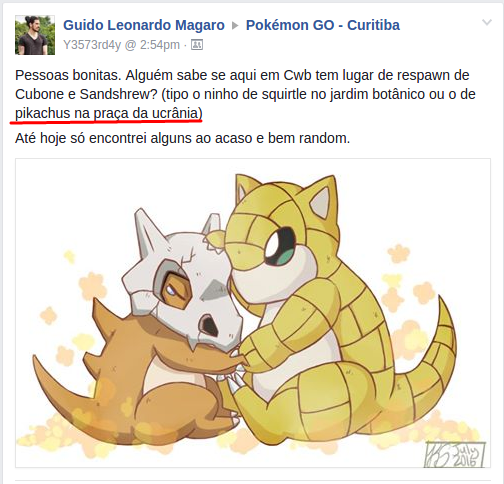 Guido Leonardo Magaro ▸ Pokémon GO - Curitiba
Y3573rd4y @ 2:54pm ·
Pessoas bonitas. Alguém sabe se aqui em Cwb tem lugar de respawn de
Cubone e Sandshrew? (tipo o ninho de squirtle no jardim botânico ou o de
pikachus na praça da ucrânia)
Até hoje só encontrei alguns ao acaso e bem random.
July
2016